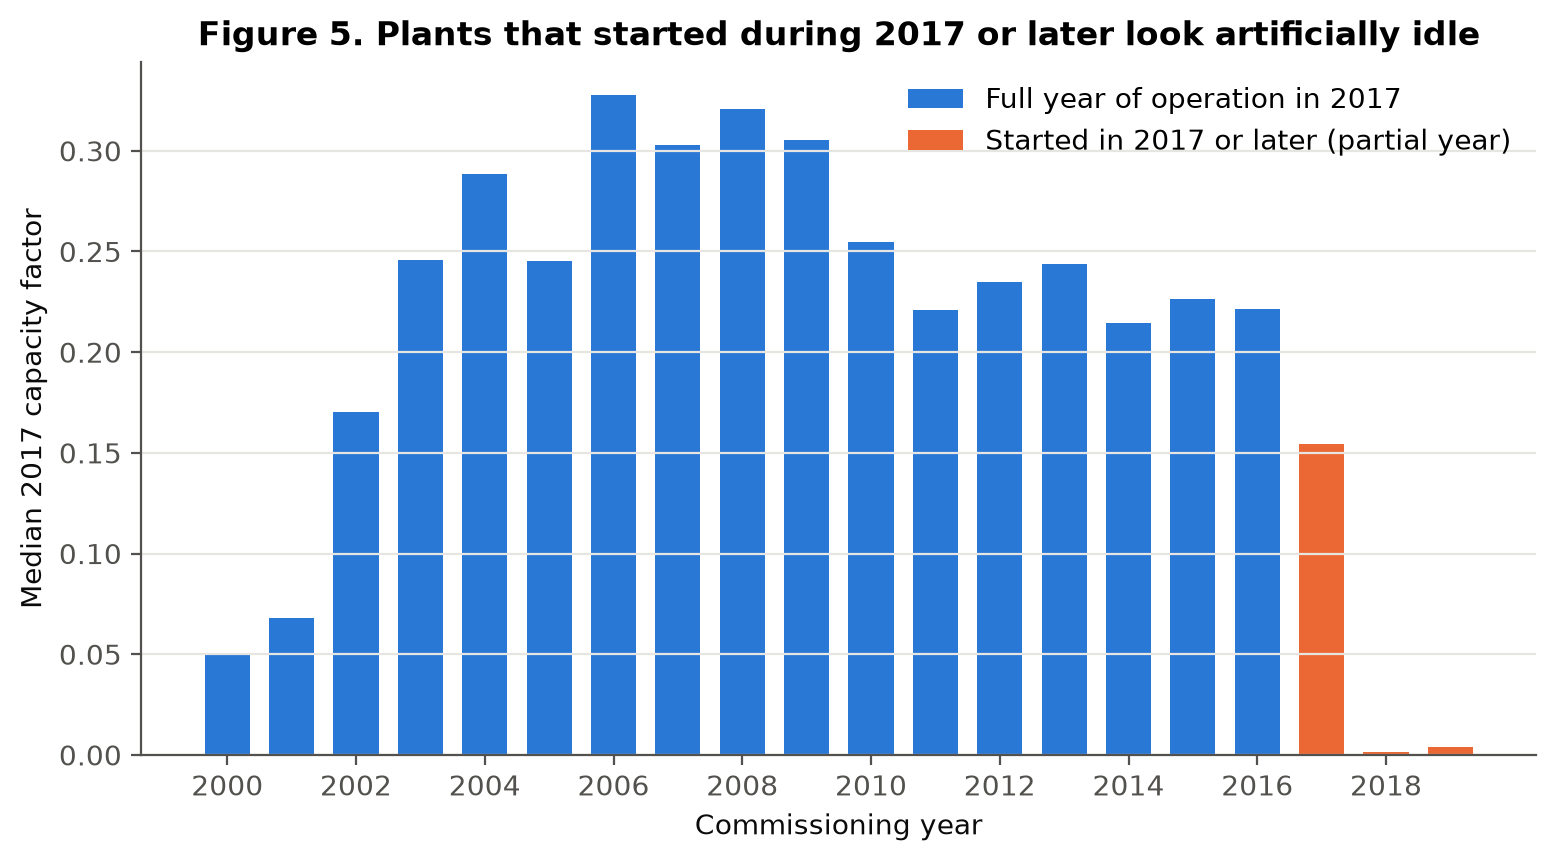 Figure 5. Plants that started during 2017 or later look artificially idle
Full year of operation in 2017
Started in 2017 or later (partial year)
Median 2017 capacity factor
0.30
0.25
0.20
0.15
0.10
0.05
0.00
2000 2002 2004 2006 2008 2010 2012 2014 2016 2018
Commissioning year